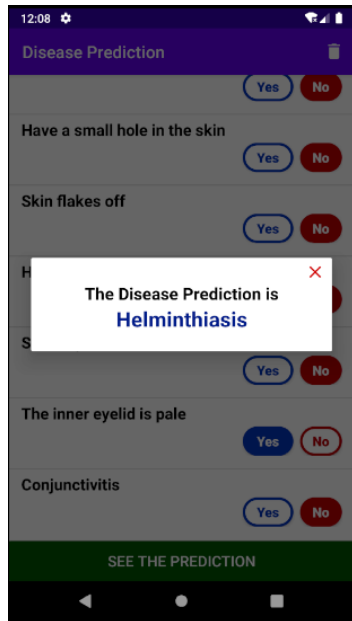 12:08
Disease Prediction
Yes No
Have a small hole in the skin
Yes No
Skin flakes off
Yes No
H
The Disease Prediction is
Helminthiasis
S
Yes No
The inner eyelid is pale
Yes No
Conjunctivitis
Yes No
SEE THE PREDICTION